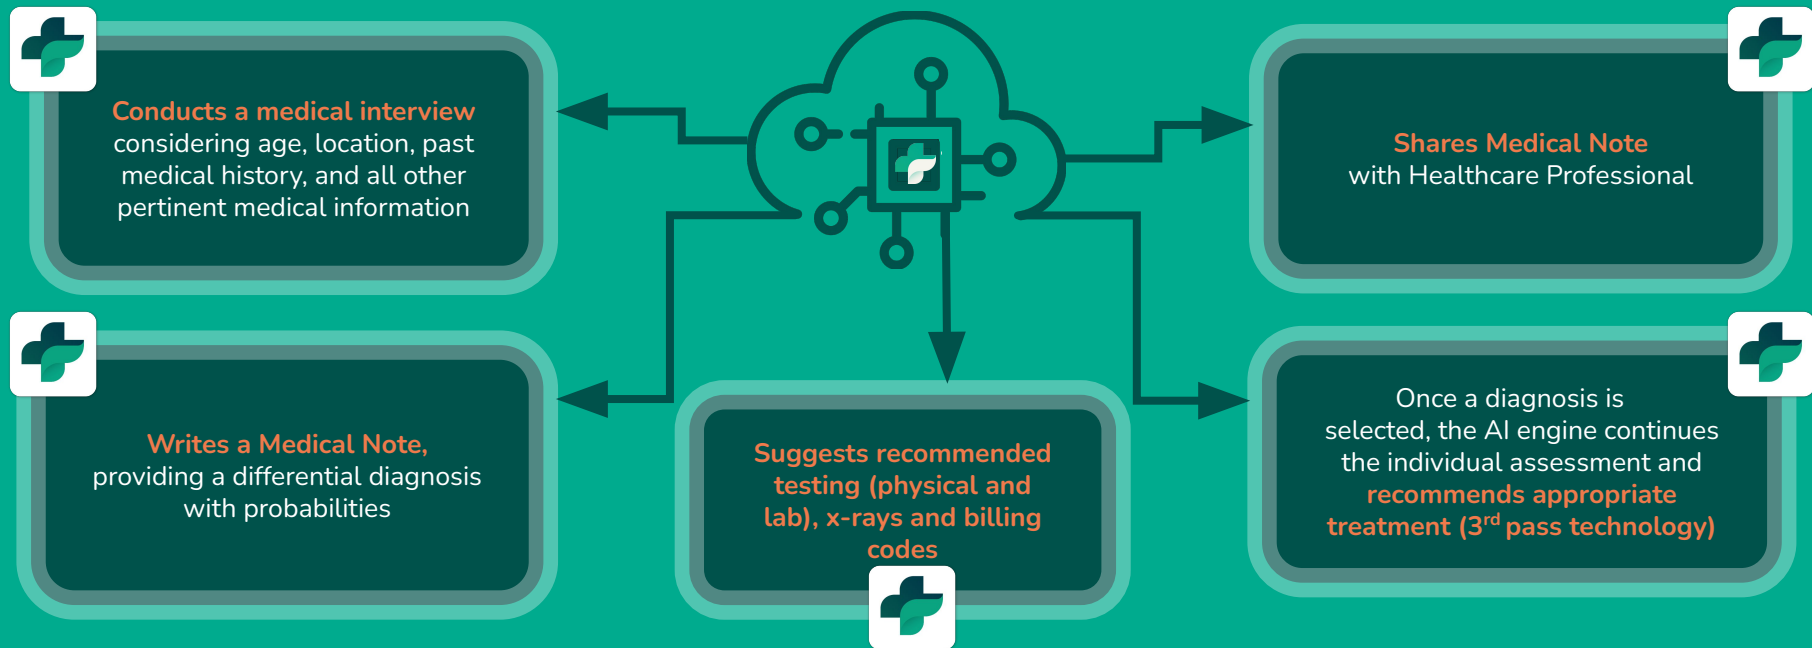 Conducts a medical interview
considering age, location, past
medical history, and all other
pertinent medical information
Writes a Medical Note,
providing a differential diagnosis
with probabilities
Suggests recommended
testing (physical and
lab), x-rays and billing
codes
Shares Medical Note
with Healthcare Professional
Once a diagnosis is
selected, the AI engine continues
the individual assessment and
recommends appropriate
treatment (3rd pass technology)